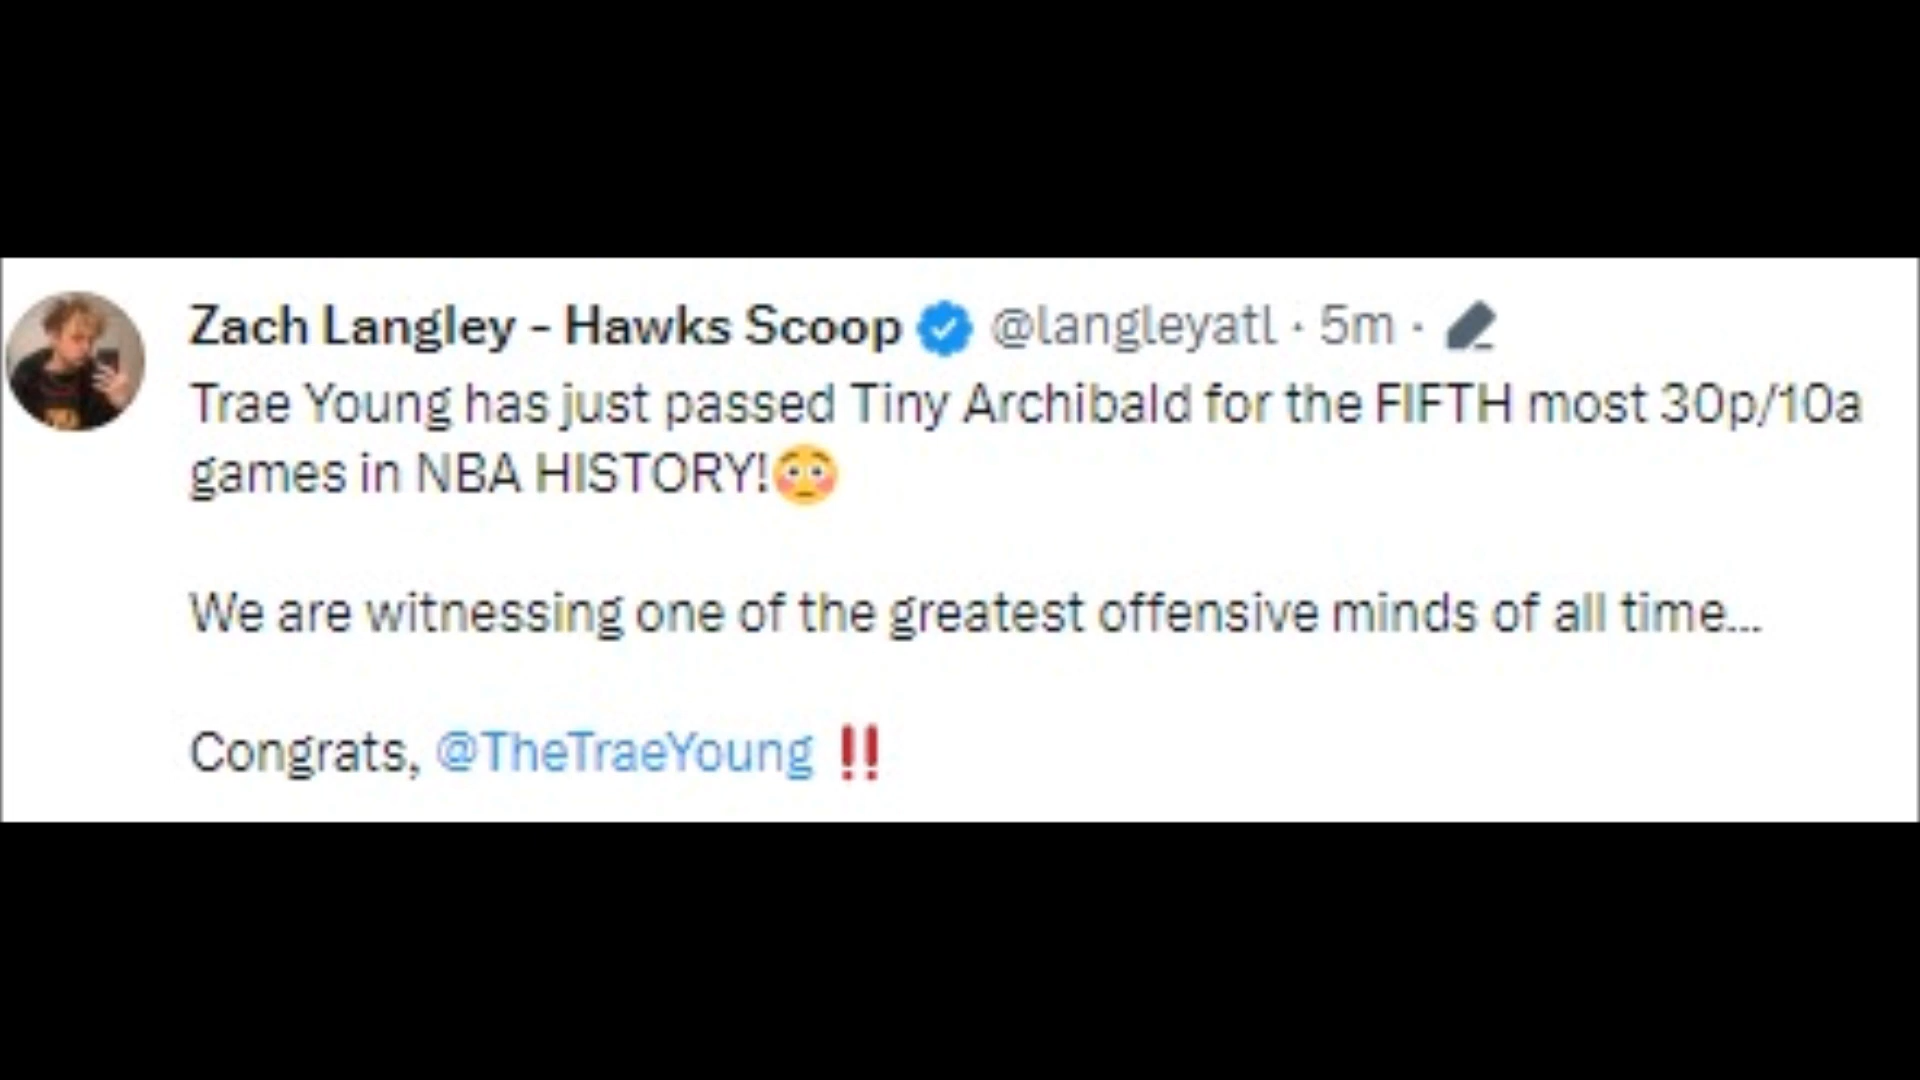 Zach Langley - Hawks Scoop @langleyatl · 5m ·
Trae Young has just passed Tiny Archibald for the FIFTH most 30p/10a
games in NBA HISTORY!😳
We are witnessing one of the greatest offensive minds of all time...
Congrats, @TheTraeYoung ‼️